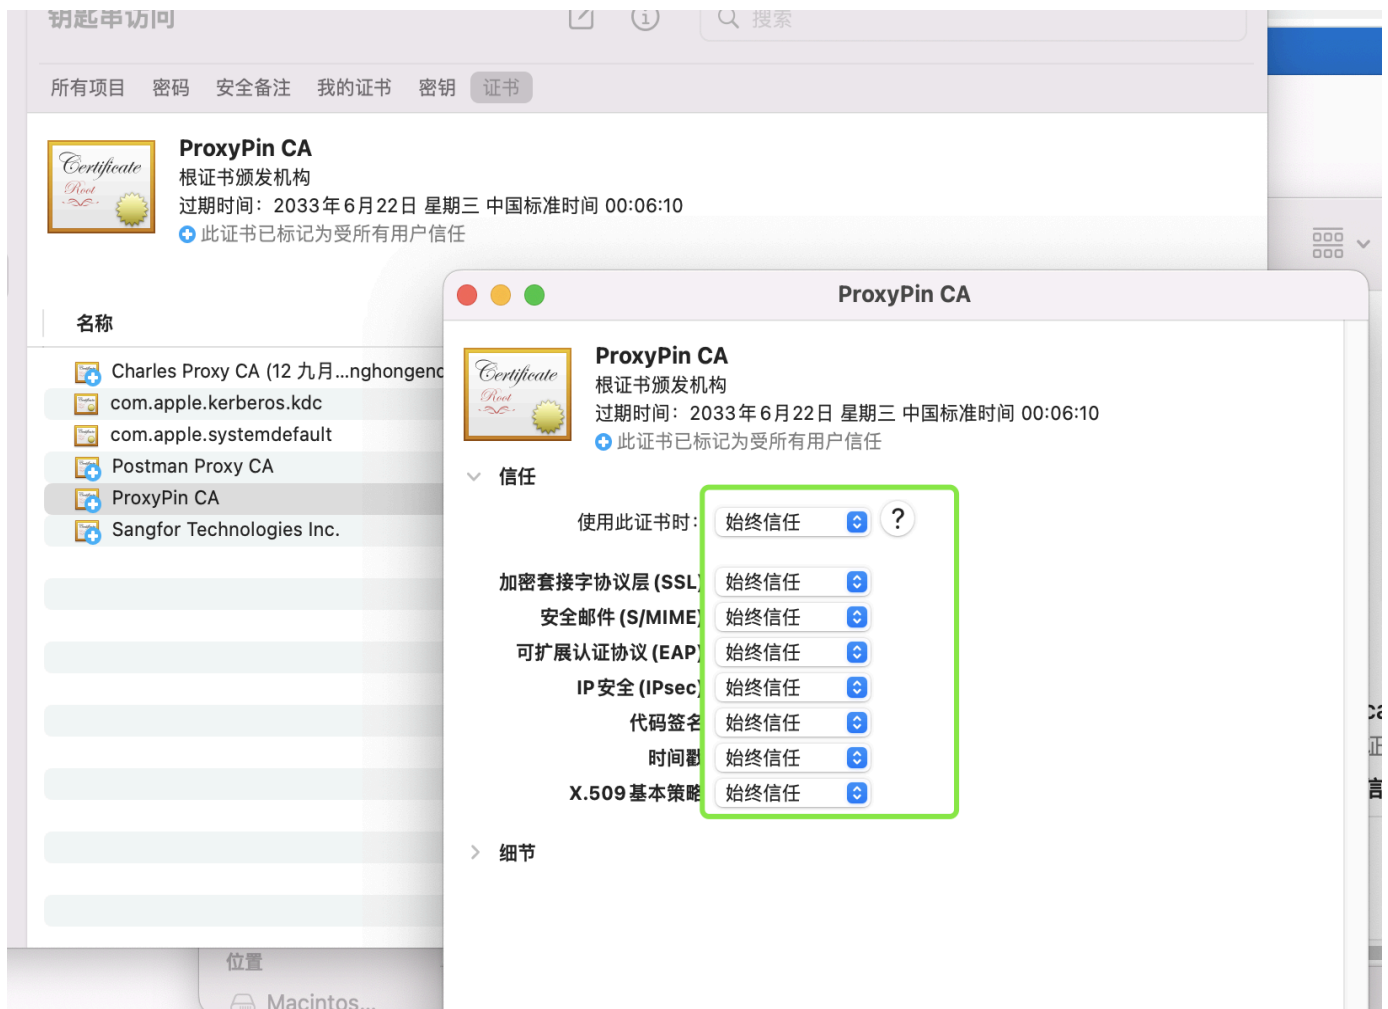 钥匙串访问
搜索
所有项目 密码 安全备注 我的证书 密钥 证书
Certificate
Root
ProxyPin CA
根证书颁发机构
过期时间：2033年6月22日 星期三 中国标准时间 00:06:10
此证书已标记为受所有用户信任
名称
Charles Proxy CA (12 九月...nghongend
com.apple.kerberos.kdc
com.apple.systemdefault
Postman Proxy CA
ProxyPin CA
Sangfor Technologies Inc.
位置
Macintos...
ProxyPin CA
Certificate
Root
ProxyPin CA
根证书颁发机构
过期时间：2033年6月22日 星期三 中国标准时间 00:06:10
此证书已标记为受所有用户信任
信任
使用此证书时： 始终信任 ?
加密套接字协议层 (SSL) 始终信任
安全邮件 (S/MIME) 始终信任
可扩展认证协议 (EAP) 始终信任
IP 安全 (IPsec) 始终信任
代码签名 始终信任
时间戳 始终信任
X.509 基本策略 始终信任
细节